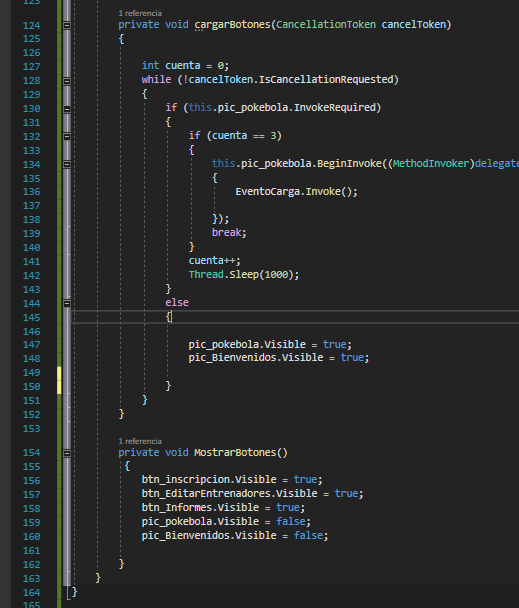 123
1 referencia
124 private void cargarBotones(CancellationToken cancelToken)
125 {
126
127 int cuenta = 0;
128 while (!cancelToken.IsCancellationRequested)
129 {
130 if (this.pic_pokebola.InvokeRequired)
131 {
132 if (cuenta == 3)
133 {
134 this.pic_pokebola.BeginInvoke((MethodInvoker)delegate
135 {
136 EventoCarga.Invoke();
137
138 });
139 break;
140 }
141 cuenta++;
142 Thread.Sleep(1000);
143 }
144 else
145 {
146
147 pic_pokebola.Visible = true;
148 pic_Bienvenidos.Visible = true;
149
150 }
151 }
152 }
153
1 referencia
154 private void MostrarBotones()
155 {
156 btn_inscripcion.Visible = true;
157 btn_EditarEntrenadores.Visible = true;
158 btn_Informes.Visible = true;
159 pic_pokebola.Visible = false;
160 pic_Bienvenidos.Visible = false;
161
162 }
163 }
164 }
165